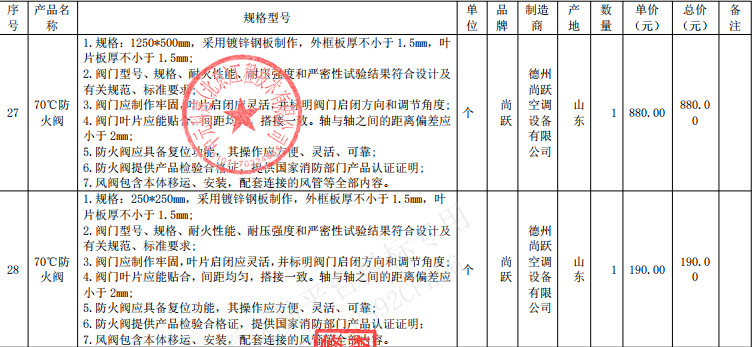 序号 产品名称 规格型号 单位 品牌 制造商 产地 数量 单价（元） 总价（元） 备注
27 70℃防火阀
1.规格：1250*500mm，采用镀锌钢板制作，外框板厚不小于1.5mm，叶
片板厚不小于1.5mm；
2.阀门型号、规格、耐火性能、耐压强度和严密性试验结果符合设计及
有关规范、标准要求；
3.阀门应制作牢固，叶片启闭应灵活，并标明阀门启闭方向和调节角度；
4.阀门叶片应能贴合，间距均匀，搭接一致。轴与轴之间的距离偏差应
小于2mm；
5.防火阀应具备复位功能，其操作应方便、灵活、可靠；
6.防火阀提供产品检验合格证，提供国家消防部门产品认证证明；
7.风阀包含本体移运、安装，配套连接的风管等全部内容。
个 尚跃 德州尚跃空调设备有限公司 山东 1 880.00 880.00
28 70℃防火阀
1.规格：250*250mm，采用镀锌钢板制作，外框板厚不小于1.5mm，叶
片板厚不小于1.5mm；
2.阀门型号、规格、耐火性能、耐压强度和严密性试验结果符合设计及
有关规范、标准要求；
3.阀门应制作牢固，叶片启闭应灵活，并标明阀门启闭方向和调节角度；
4.阀门叶片应能贴合，间距均匀，搭接一致。轴与轴之间的距离偏差应
小于2mm；
5.防火阀应具备复位功能，其操作应方便、灵活、可靠；
6.防火阀提供产品检验合格证，提供国家消防部门产品认证证明；
7.风阀包含本体移运、安装，配套连接的风管等全部内容。
个 尚跃 德州尚跃空调设备有限公司 山东 1 190.00 190.00